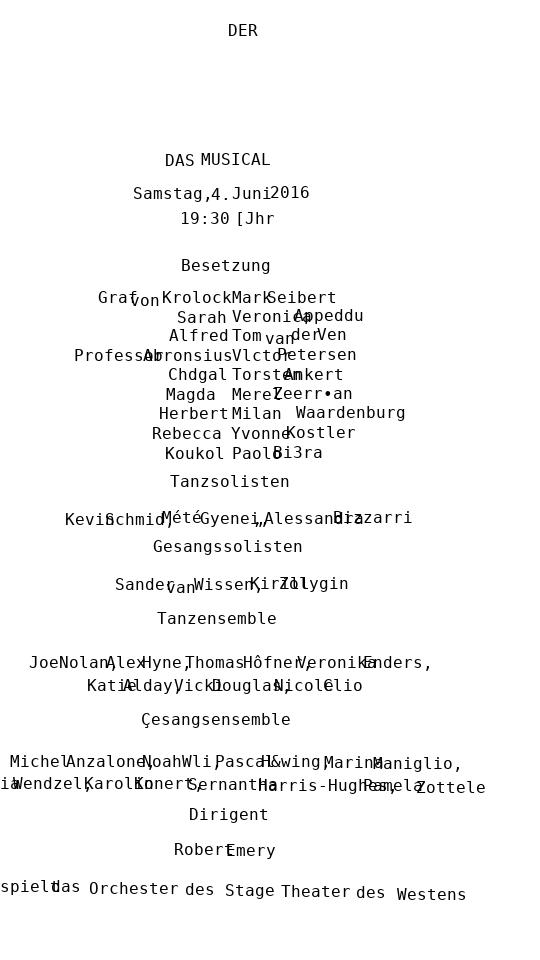 DER
DAS MUSICAL
Samstag, 4. Juni 2016
19:30 [Jhr
Besetzung
Graf von Krolock Mark Seibert
Sarah Veronica Appeddu
Alfred Tom van der Ven
Professor Abronsius Vlctor Petersen
Chdgal Torsten Ankert
Magda Merel Zeerr•an
Herbert Milan Waardenburg
Rebecca Yvonne Kostler
Koukol Paolo Bi3ra
Tanzsolisten
Kevin Schmid, Mété Gyenei, Alessandra Bizzarri
Gesangssolisten
Sander van Wissen, Kirill Zolygin
Tanzensemble
Joe Nolan, Alex Hyne, Thomas Hôfner, Veronika Enders,
Katie Alday, Vicki Douglas, Nicole Clio
Çesangsensemble
Michel Anzalone, Noah Wli, Pascal H&wing, Marina Maniglio,
ia Wendzel, Karolin Konert, Sernantha Harris-Hughes, Pamela Zottele
Dirigent
Robert Emery
spielt das Orchester des Stage Theater des Westens